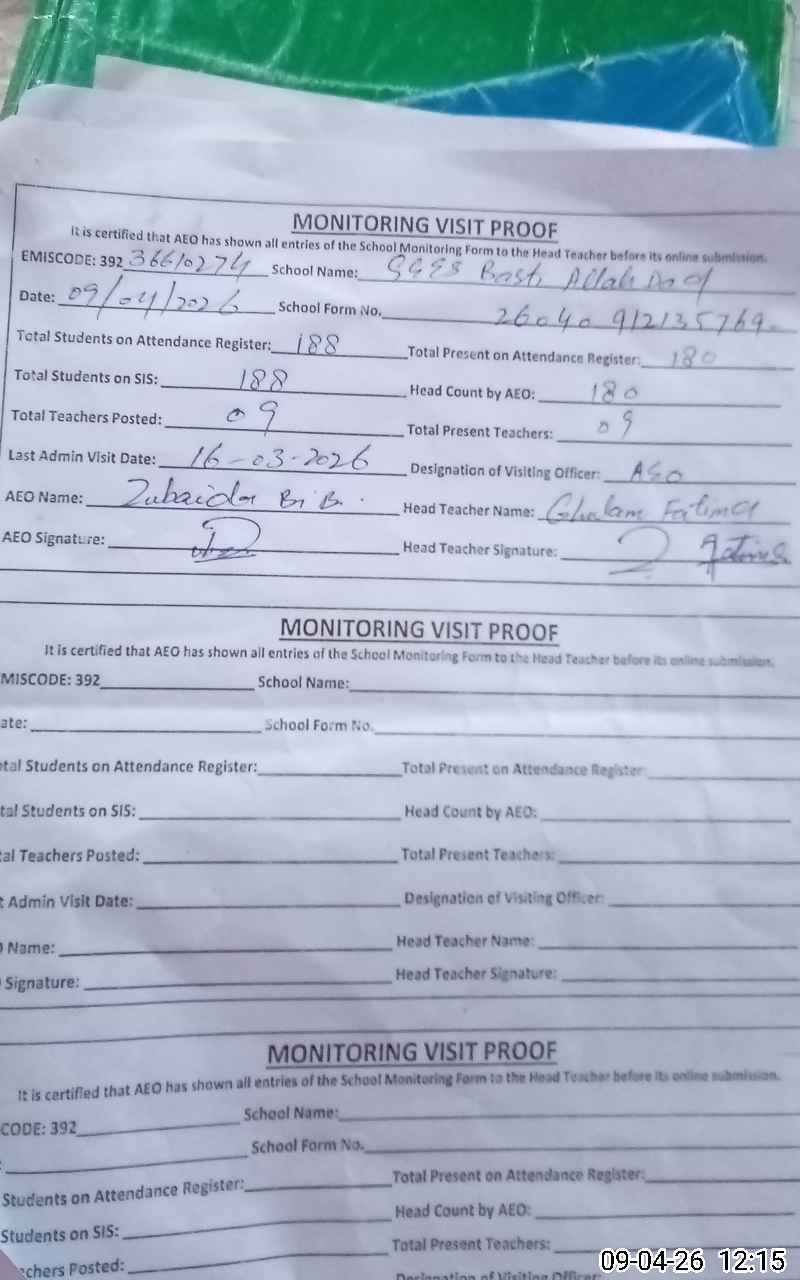 MONITORING VISIT PROOF
It is certified that AEO has shown all entries of the School Monitoring Form to the Head Teacher before its online submission.
EMISCODE: 392 36610274 School Name: GGES Basti Allah
Date: 09/04/2026 School Form No. 26040912135769
Total Students on Attendance Register: 188 Total Present on Attendance Register: 180
Total Students on SIS: 188 Head Count by AEO: 180
Total Teachers Posted: 09 Total Present Teachers: 09
Last Admin Visit Date: 16-03-2026 Designation of Visiting Officer:
AEO Name: Zubaida BiBi Head Teacher Name: Ghulam Fatima
AEO Signature: Head Teacher Signature: Fatima
MONITORING VISIT PROOF
It is certified that AEO has shown all entries of the School Monitoring Form to the Head Teacher before its online submission.
MISCODE: 392 School Name:
ate: School Form No.
tal Students on Attendance Register: Total Present on Attendance Register:
tal Students on SIS: Head Count by AEO:
al Teachers Posted: Total Present Teachers:
t Admin Visit Date: Designation of Visiting Officer:
Name: Head Teacher Name:
Signature: Head Teacher Signature:
MONITORING VISIT PROOF
It is certified that AEO has shown all entries of the School Monitoring Form to the Head Teacher before its online submission.
CODE: 392 School Name:
: School Form No.
Students on Attendance Register: Total Present on Attendance Register:
Students on SIS: Head Count by AEO:
chers Posted: Total Present Teachers:
Designation of Visiting Officer
09-04-26 12:15